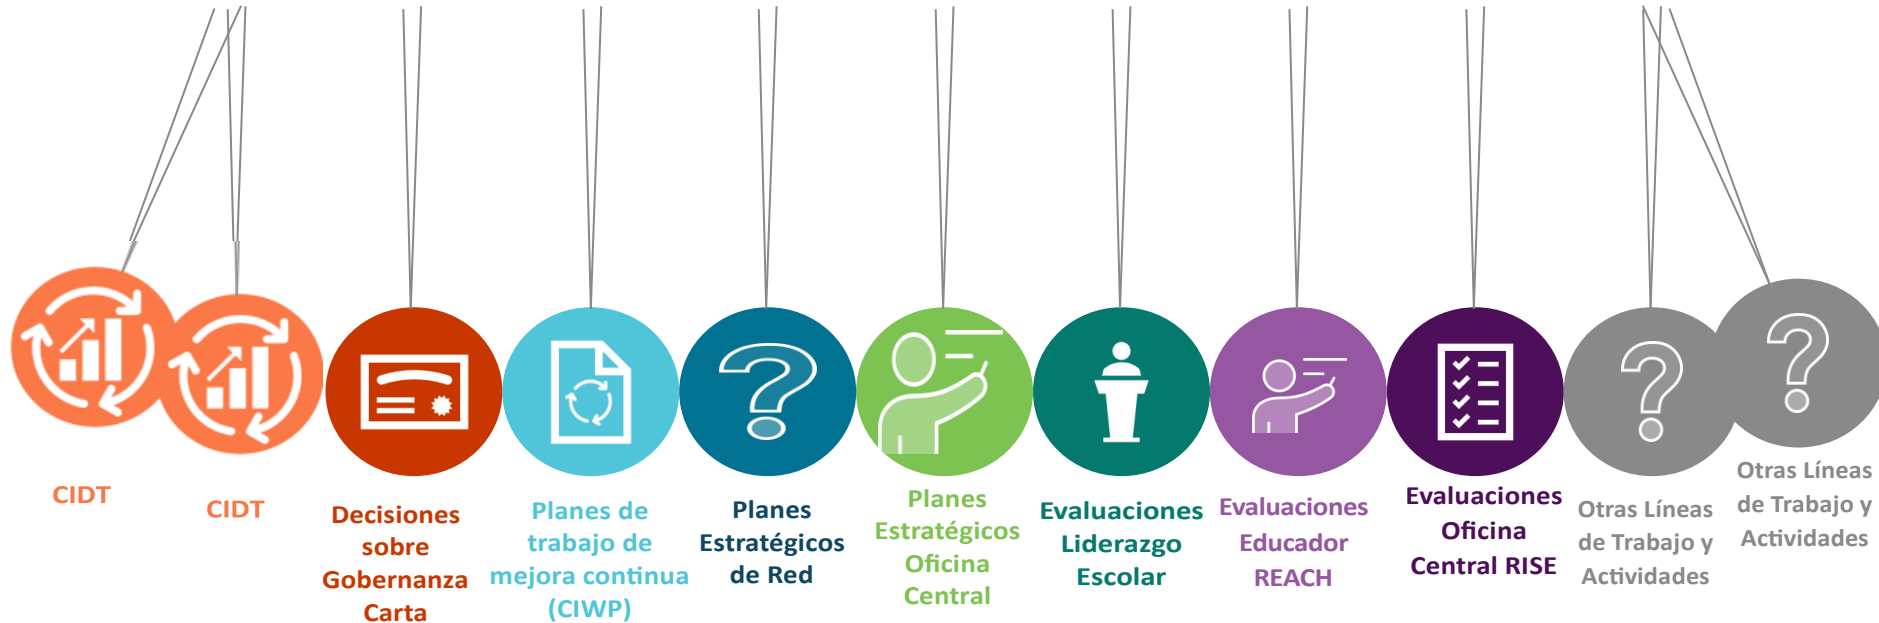 CIDT
CIDT
Decisiones
sobre
Gobernanza
Carta
Planes de
trabajo de
mejora continua
(CIWP)
Planes
Estratégicos
de Red
Planes
Estratégicos
Oficina
Central
Evaluaciones
Liderazgo
Escolar
Evaluaciones
Educador
REACH
Evaluaciones
Oficina
Central RISE
Otras Líneas
de Trabajo y
Actividades
Otras Líneas
de Trabajo y
Actividades